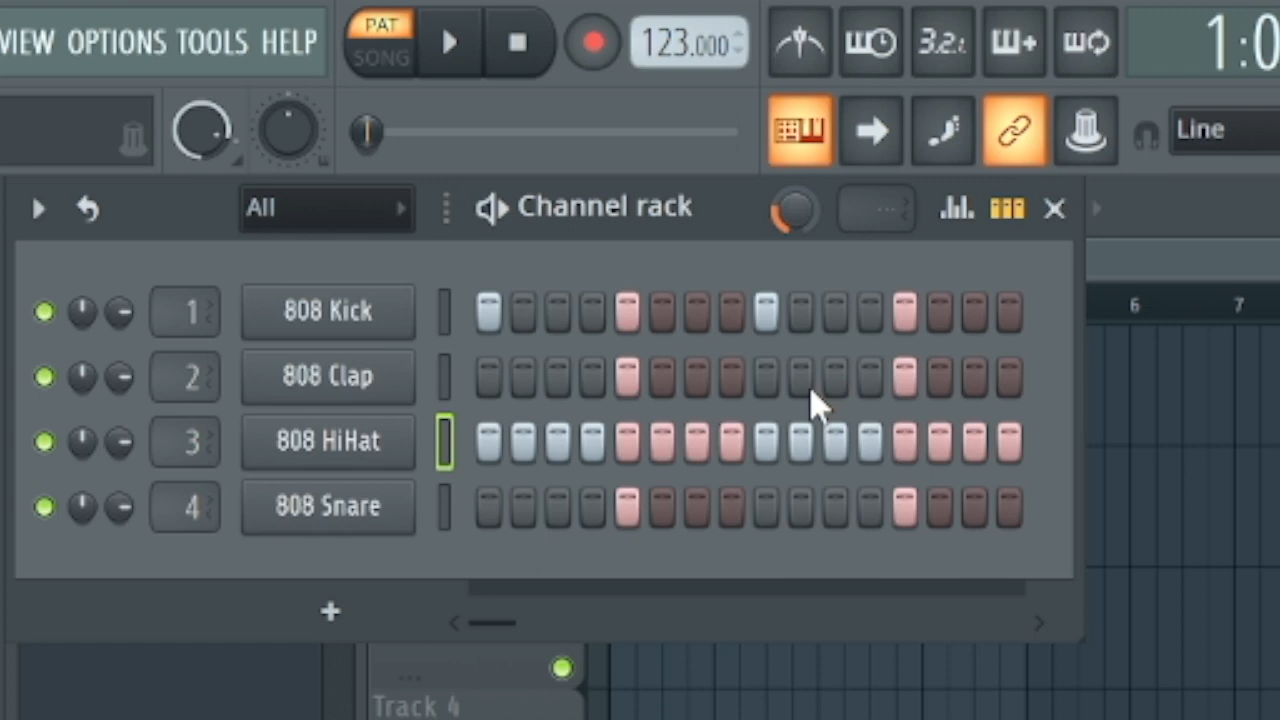 VIEW OPTIONS TOOLS HELP
PAT
SONG
123.000
3.2.1
1:0
Line
All
Channel rack
6 7
1 808 Kick
2 808 Clap
3 808 HiHat
4 808 Snare
Track 4